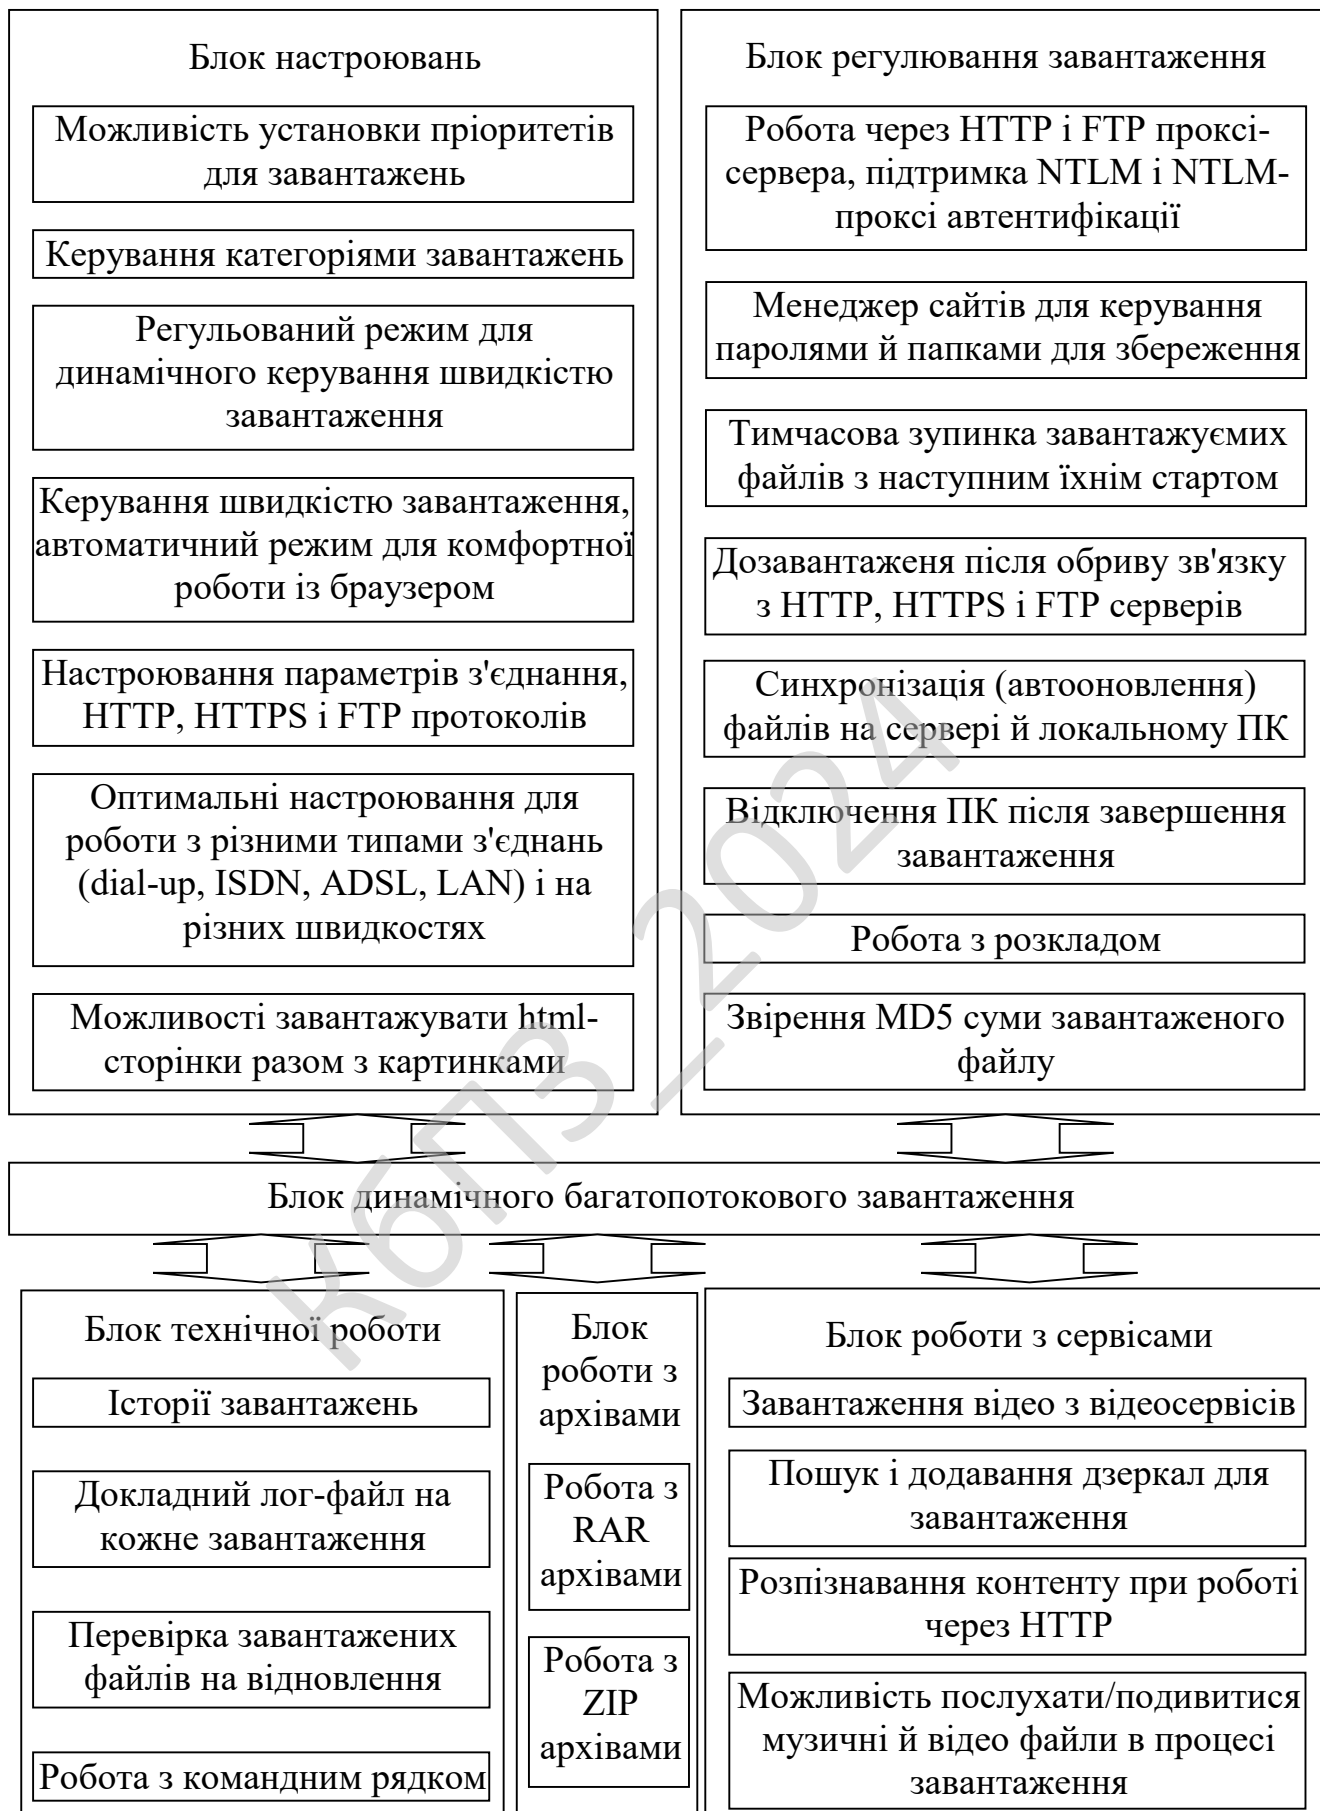 Блок настроювань
Можливість установки пріоритетів
для завантажень
Керування категоріями завантажень
Регульований режим для
динамічного керування швидкістю
завантаження
Керування швидкістю завантаження,
автоматичний режим для комфортної
роботи із браузером
Настроювання параметрів з'єднання,
HTTP, HTTPS і FTP протоколів
Оптимальні настроювання для
роботи з різними типами з'єднань
(dial-up, ISDN, ADSL, LAN) і на
різних швидкостях
Можливості завантажувати html-
сторінки разом з картинками
Блок регулювання завантаження
Робота через HTTP і FTP проксі-
сервера, підтримка NTLM і NTLM-
проксі автентифікації
Менеджер сайтів для керування
паролями й папками для збереження
Тимчасова зупинка завантажуємих
файлів з наступним їхнім стартом
Дозавантаженя після обриву зв'язку
з HTTP, HTTPS і FTP серверів
Синхронізація (автооновлення)
файлів на сервері й локальному ПК
Відключення ПК після завершення
завантаження
Робота з розкладом
Звірення MD5 суми завантаженого
файлу
Блок динамічного багатопотокового завантаження
Блок технічної роботи
Історії завантажень
Докладний лог-файл на
кожне завантаження
Перевірка завантажених
файлів на відновлення
Робота з командним рядком
Блок
роботи з
архівами
Робота з
RAR
архівами
Робота з
ZIP
архівами
Блок роботи з сервісами
Завантаження відео з відеосервісів
Пошук і додавання дзеркал для
завантаження
Розпізнавання контенту при роботі
через HTTP
Можливість послухати/подивитися
музичні й відео файли в процесі
завантаження
КбПЗ_2024